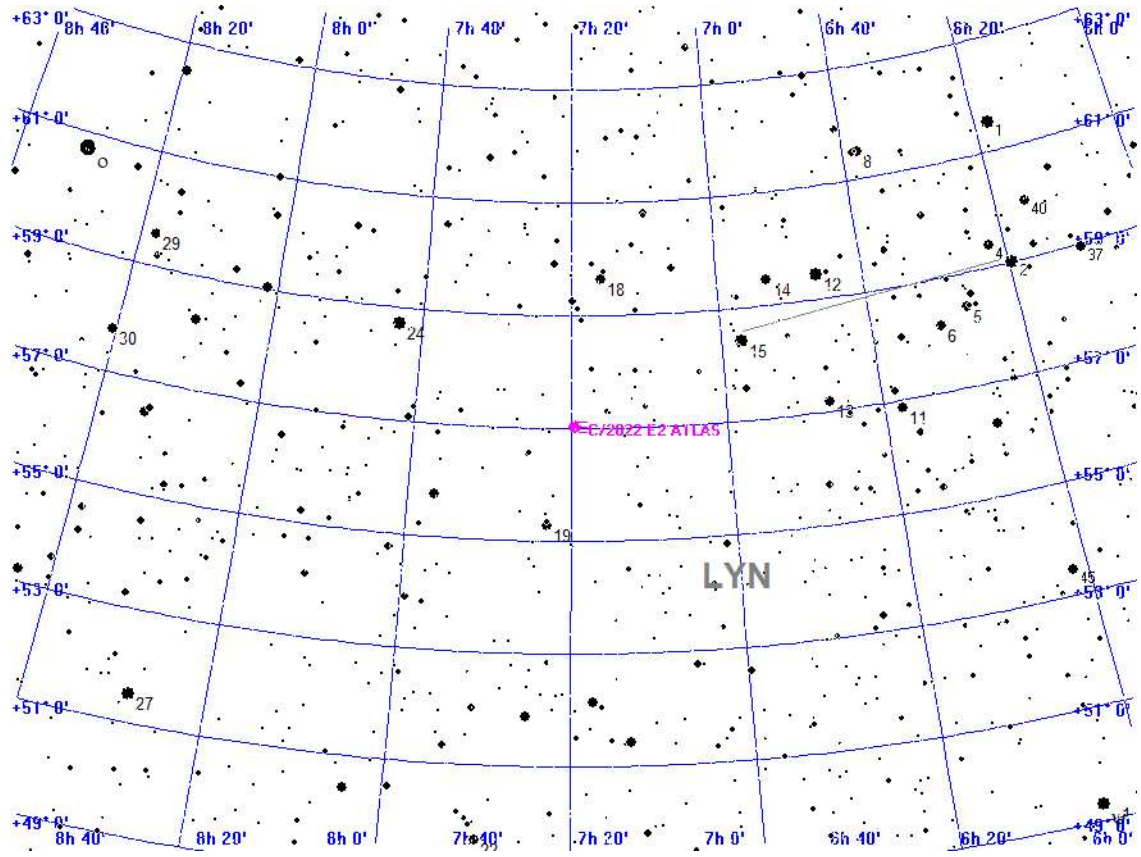 +63° 0'
8h 40'
8h 20'
8h 0'
7h 40'
7h 20'
7h 0'
6h 40'
6h 20'
6h 0'
+63° 0'
+61° 0'
1
+61° 0'
O
8
40
29
+59° 0'
4
2
37
+59° 0'
18
14
12
5
30
24
15
6
+57° 0'
13
11
+57° 0'
C/2022 E2 ATLAS
+55° 0'
+55° 0'
19
LYN
45
+53° 0'
+53° 0'
27
+51° 0'
+51° 0'
+49° 0'
8h 40'
8h 20'
8h 0'
7h 40'
22
7h 20'
7h 0'
6h 40'
6h 20'
+49° 0'
6h 0'